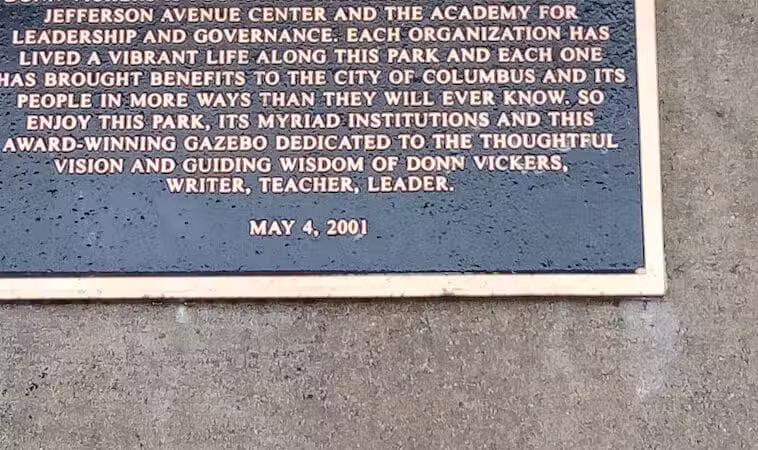 JEFFERSON AVENUE CENTER AND THE ACADEMY FOR
LEADERSHIP AND GOVERNANCE. EACH ORGANIZATION HAS
LIVED A VIBRANT LIFE ALONG THIS PARK AND EACH ONE
HAS BROUGHT BENEFITS TO THE CITY OF COLUMBUS AND ITS
PEOPLE IN MORE WAYS THAN THEY WILL EVER KNOW. SO
ENJOY THIS PARK, ITS MYRIAD INSTITUTIONS AND THIS
AWARD-WINNING GAZEBO DEDICATED TO THE THOUGHTFUL
VISION AND GUIDING WISDOM OF DONN VICKERS,
WRITER, TEACHER, LEADER.
MAY 4, 2001